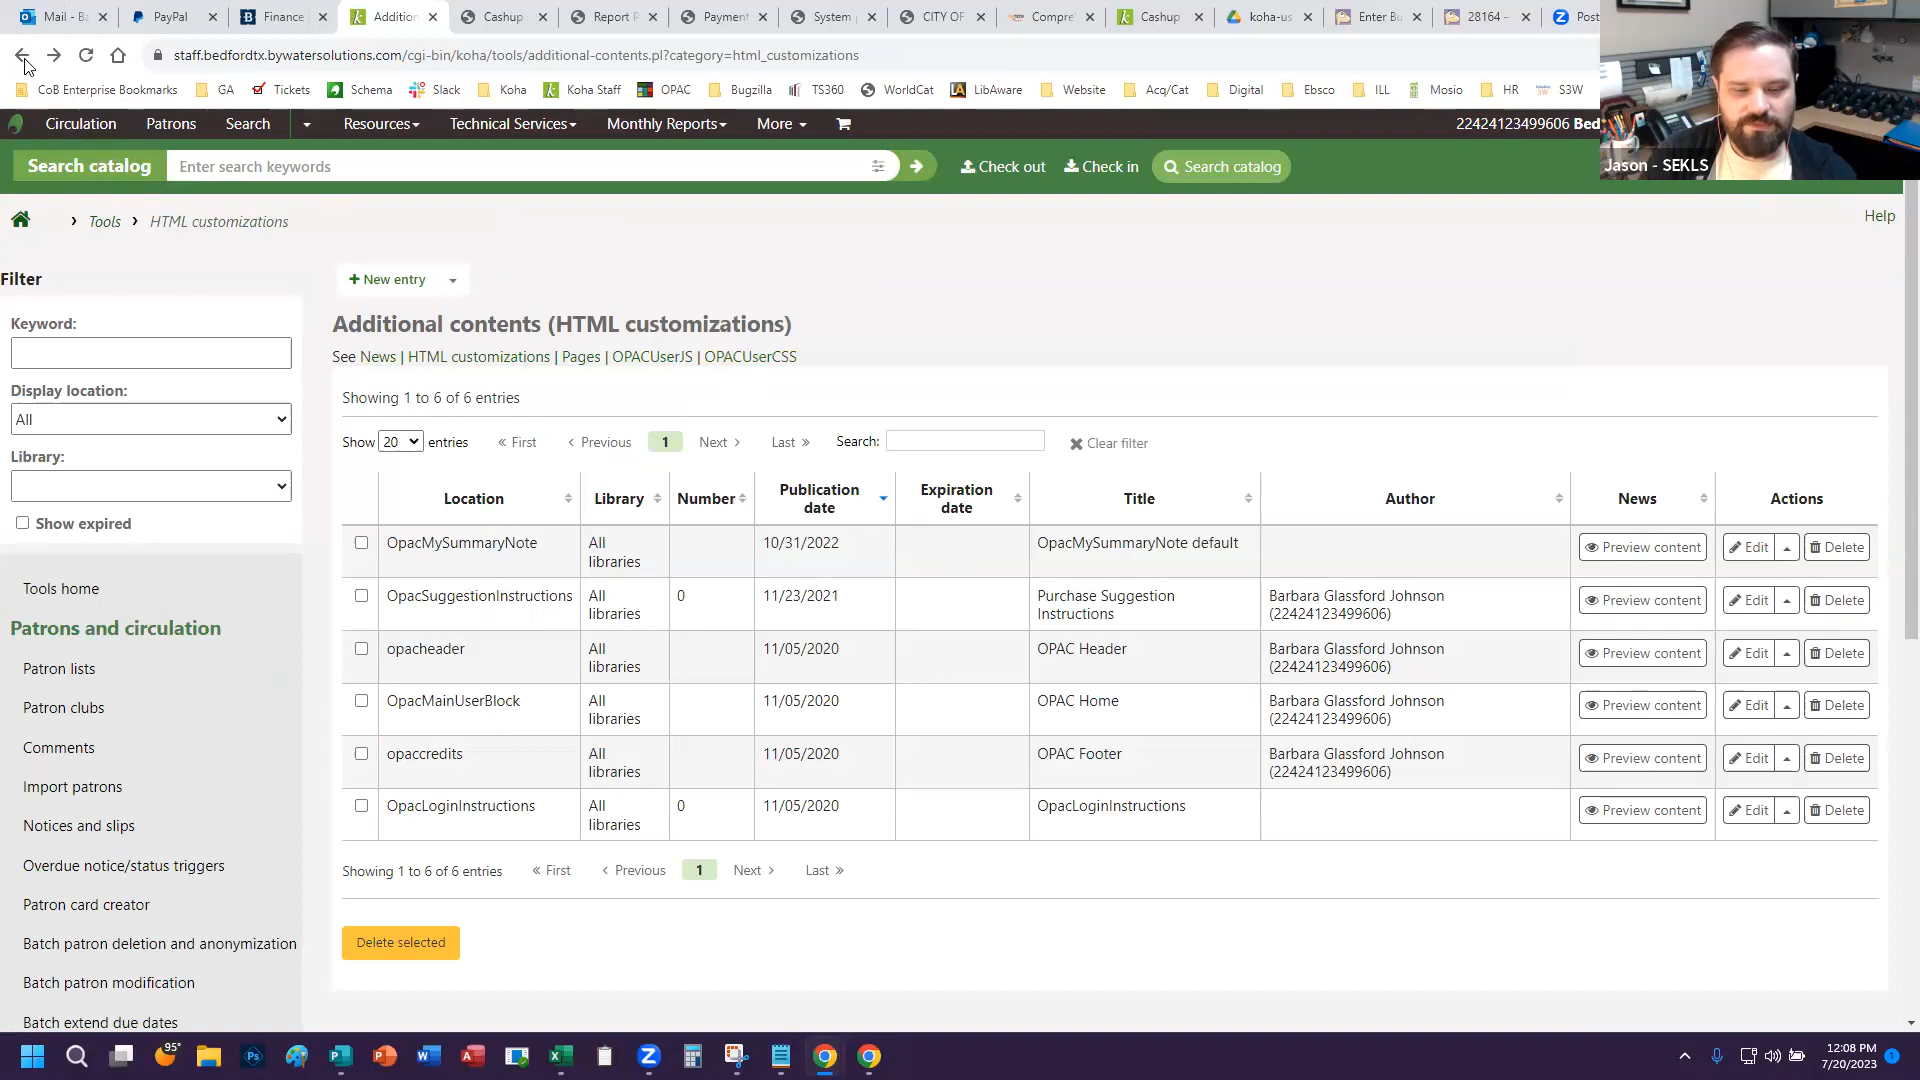 Mail - Ba
PayPal
Finance
Additior
Cashup
Report P
Payment
System
CITY OF
Compre
Cashup
koha-us
Enter Bu
28164 -
Post
staff.bedfordtx.bywatersolutions.com/cgi-bin/koha/tools/additional-contents.pl?category=html_customizations
CoB Enterprise Bookmarks GA Tickets Schema Slack Koha Koha Staff OPAC Bugzilla TS360 WorldCat LibAware Website Acq/Cat Digital Ebsco ILL Mosio HR S3W
Circulation Patrons Search Resources Technical Services Monthly Reports More 22424123499606 Bed
Search catalog Enter search keywords Check out Check in Search catalog
Jason - SEKLS
Tools HTML customizations
Help
Filter
Keyword:
Display location:
All
Library:
Show expired
Tools home
Patrons and circulation
Patron lists
Patron clubs
Comments
Import patrons
Notices and slips
Overdue notice/status triggers
Patron card creator
Batch patron deletion and anonymization
Batch patron modification
Batch extend due dates
+ New entry
Additional contents (HTML customizations)
See News | HTML customizations | Pages | OPACUserJS | OPACUserCSS
Showing 1 to 6 of 6 entries
Show 20 entries « First ‹ Previous 1 Next › Last » Search: Clear filter
Location Library Number Publication date Expiration date Title Author News Actions
OpacMySummaryNote All libraries 10/31/2022 OpacMySummaryNote default Preview content Edit Delete
OpacSuggestionInstructions All libraries 0 11/23/2021 Purchase Suggestion Instructions Barbara Glassford Johnson (22424123499606) Preview content Edit Delete
opacheader All libraries 11/05/2020 OPAC Header Barbara Glassford Johnson (22424123499606) Preview content Edit Delete
OpacMainUserBlock All libraries 11/05/2020 OPAC Home Barbara Glassford Johnson (22424123499606) Preview content Edit Delete
opaccredits All libraries 11/05/2020 OPAC Footer Barbara Glassford Johnson (22424123499606) Preview content Edit Delete
OpacLoginInstructions All libraries 0 11/05/2020 OpacLoginInstructions Preview content Edit Delete
Showing 1 to 6 of 6 entries « First ‹ Previous 1 Next › Last »
Delete selected
95°
12:08 PM
7/20/2023